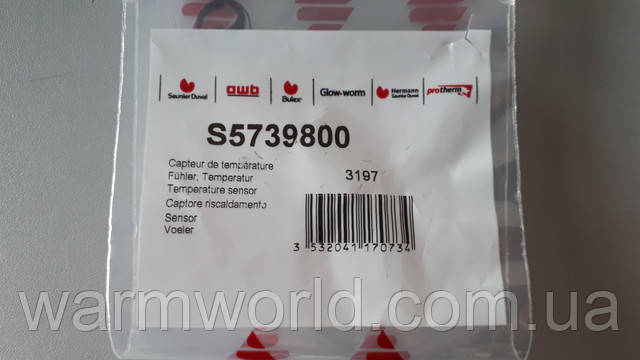 Saunier Duval
awb
Bulex
Glow-worm
Hermann
Saunier Duval
protherm
S5739800
Capteur de température
Fühler, Temperatur
Temperature sensor
Captore riscaldamento
Sensor
Voeler
3197
3 532041 170734
warmworld.com.ua